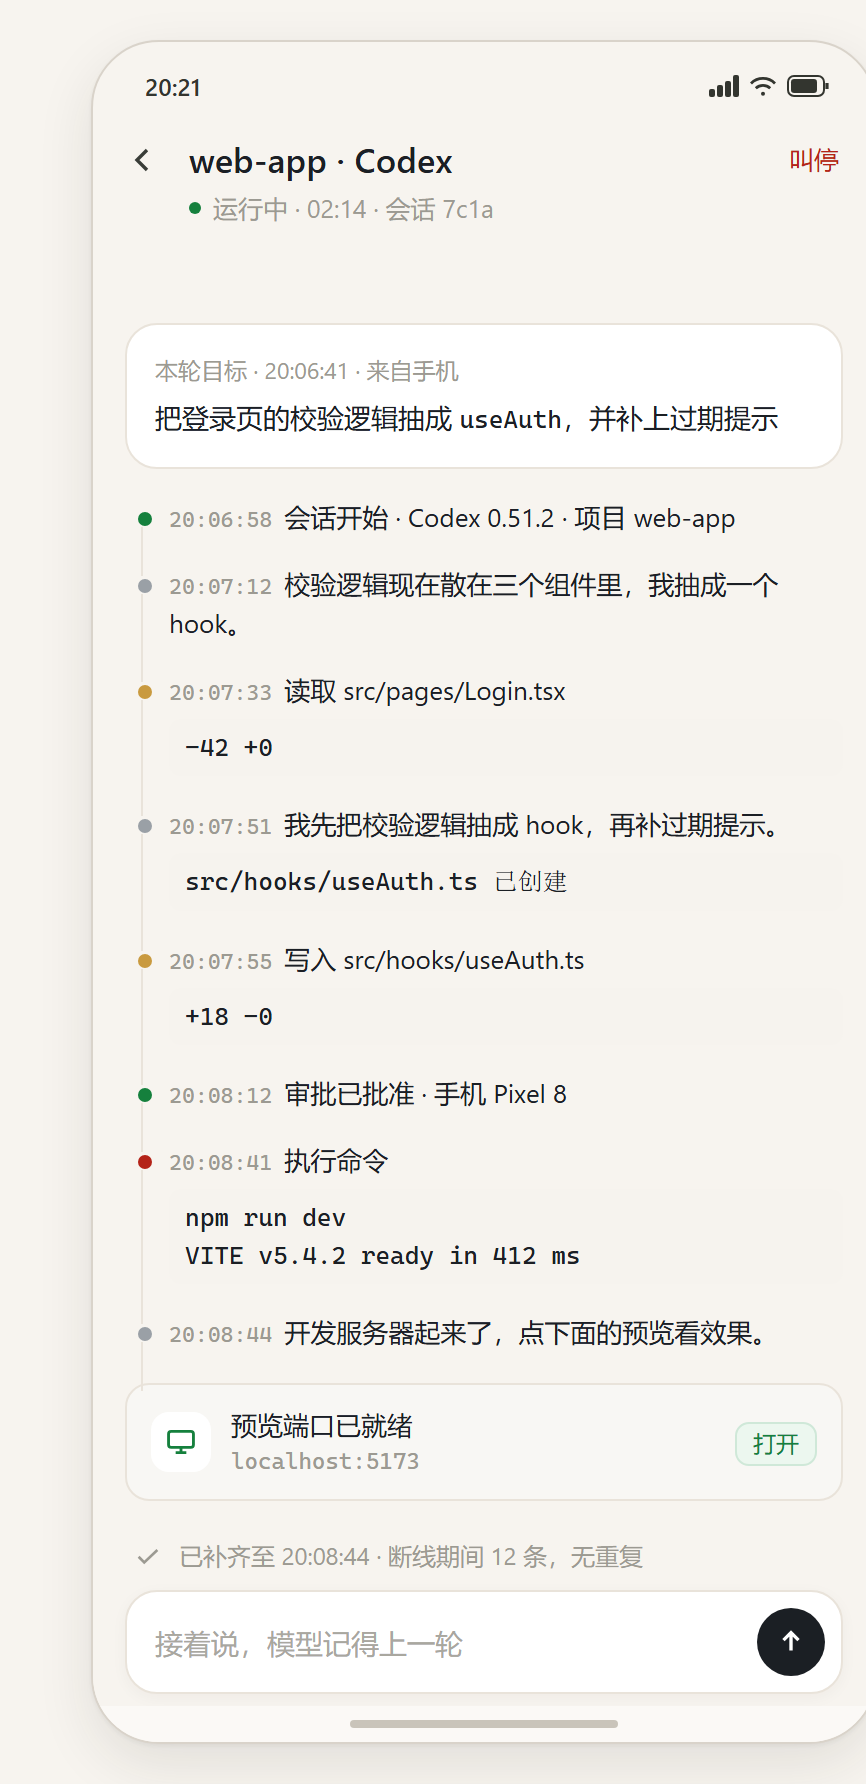 20:21
web-app · Codex
叫停
运行中 · 02:14 · 会话 7c1a
本轮目标 · 20:06:41 · 来自手机
把登录页的校验逻辑抽成 useAuth，并补上过期提示
20:06:58 会话开始 · Codex 0.51.2 · 项目 web-app
20:07:12 校验逻辑现在散在三个组件里，我抽成一个
hook。
20:07:33 读取 src/pages/Login.tsx
−42 +0
20:07:51 我先把校验逻辑抽成 hook，再补过期提示。
src/hooks/useAuth.ts 已创建
20:07:55 写入 src/hooks/useAuth.ts
+18 −0
20:08:12 审批已批准 · 手机 Pixel 8
20:08:41 执行命令
npm run dev
VITE v5.4.2 ready in 412 ms
20:08:44 开发服务器起来了，点下面的预览看效果。
预览端口已就绪
localhost:5173
打开
已补齐至 20:08:44 · 断线期间 12 条，无重复
接着说，模型记得上一轮